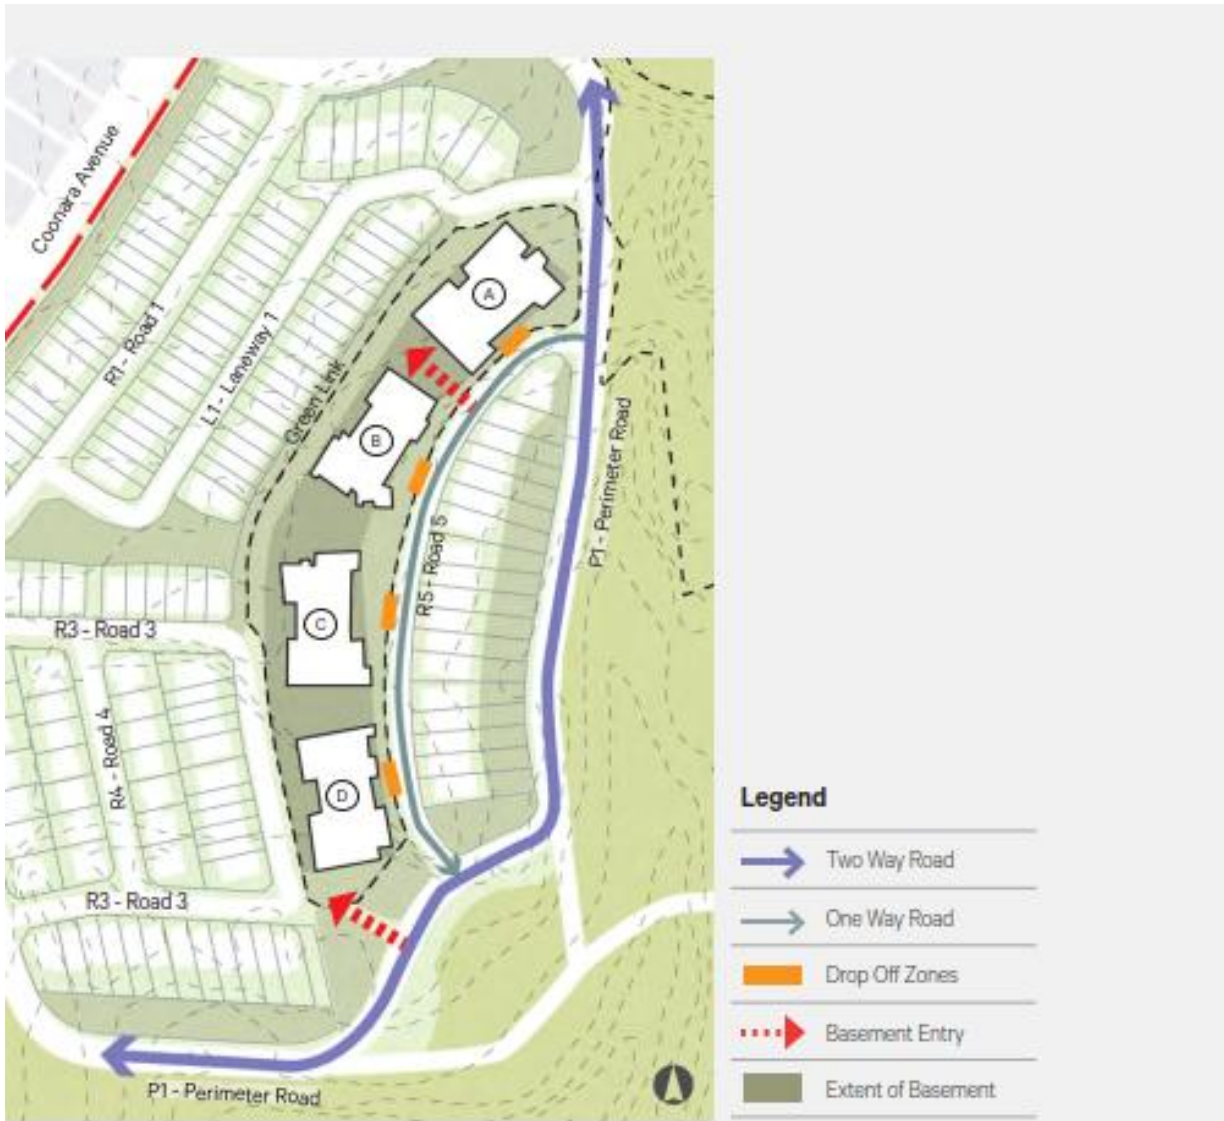 Coonara Avenue
R1 - Road 1
L1 - Laneway 1
Green Link
A
B
C
D
R5 - Road 5
P1 - Perimeter Road
R3 - Road 3
R4 - Road 4
R3 - Road 3
P1 - Perimeter Road
Legend
Two Way Road
One Way Road
Drop Off Zones
Basement Entry
Extent of Basement